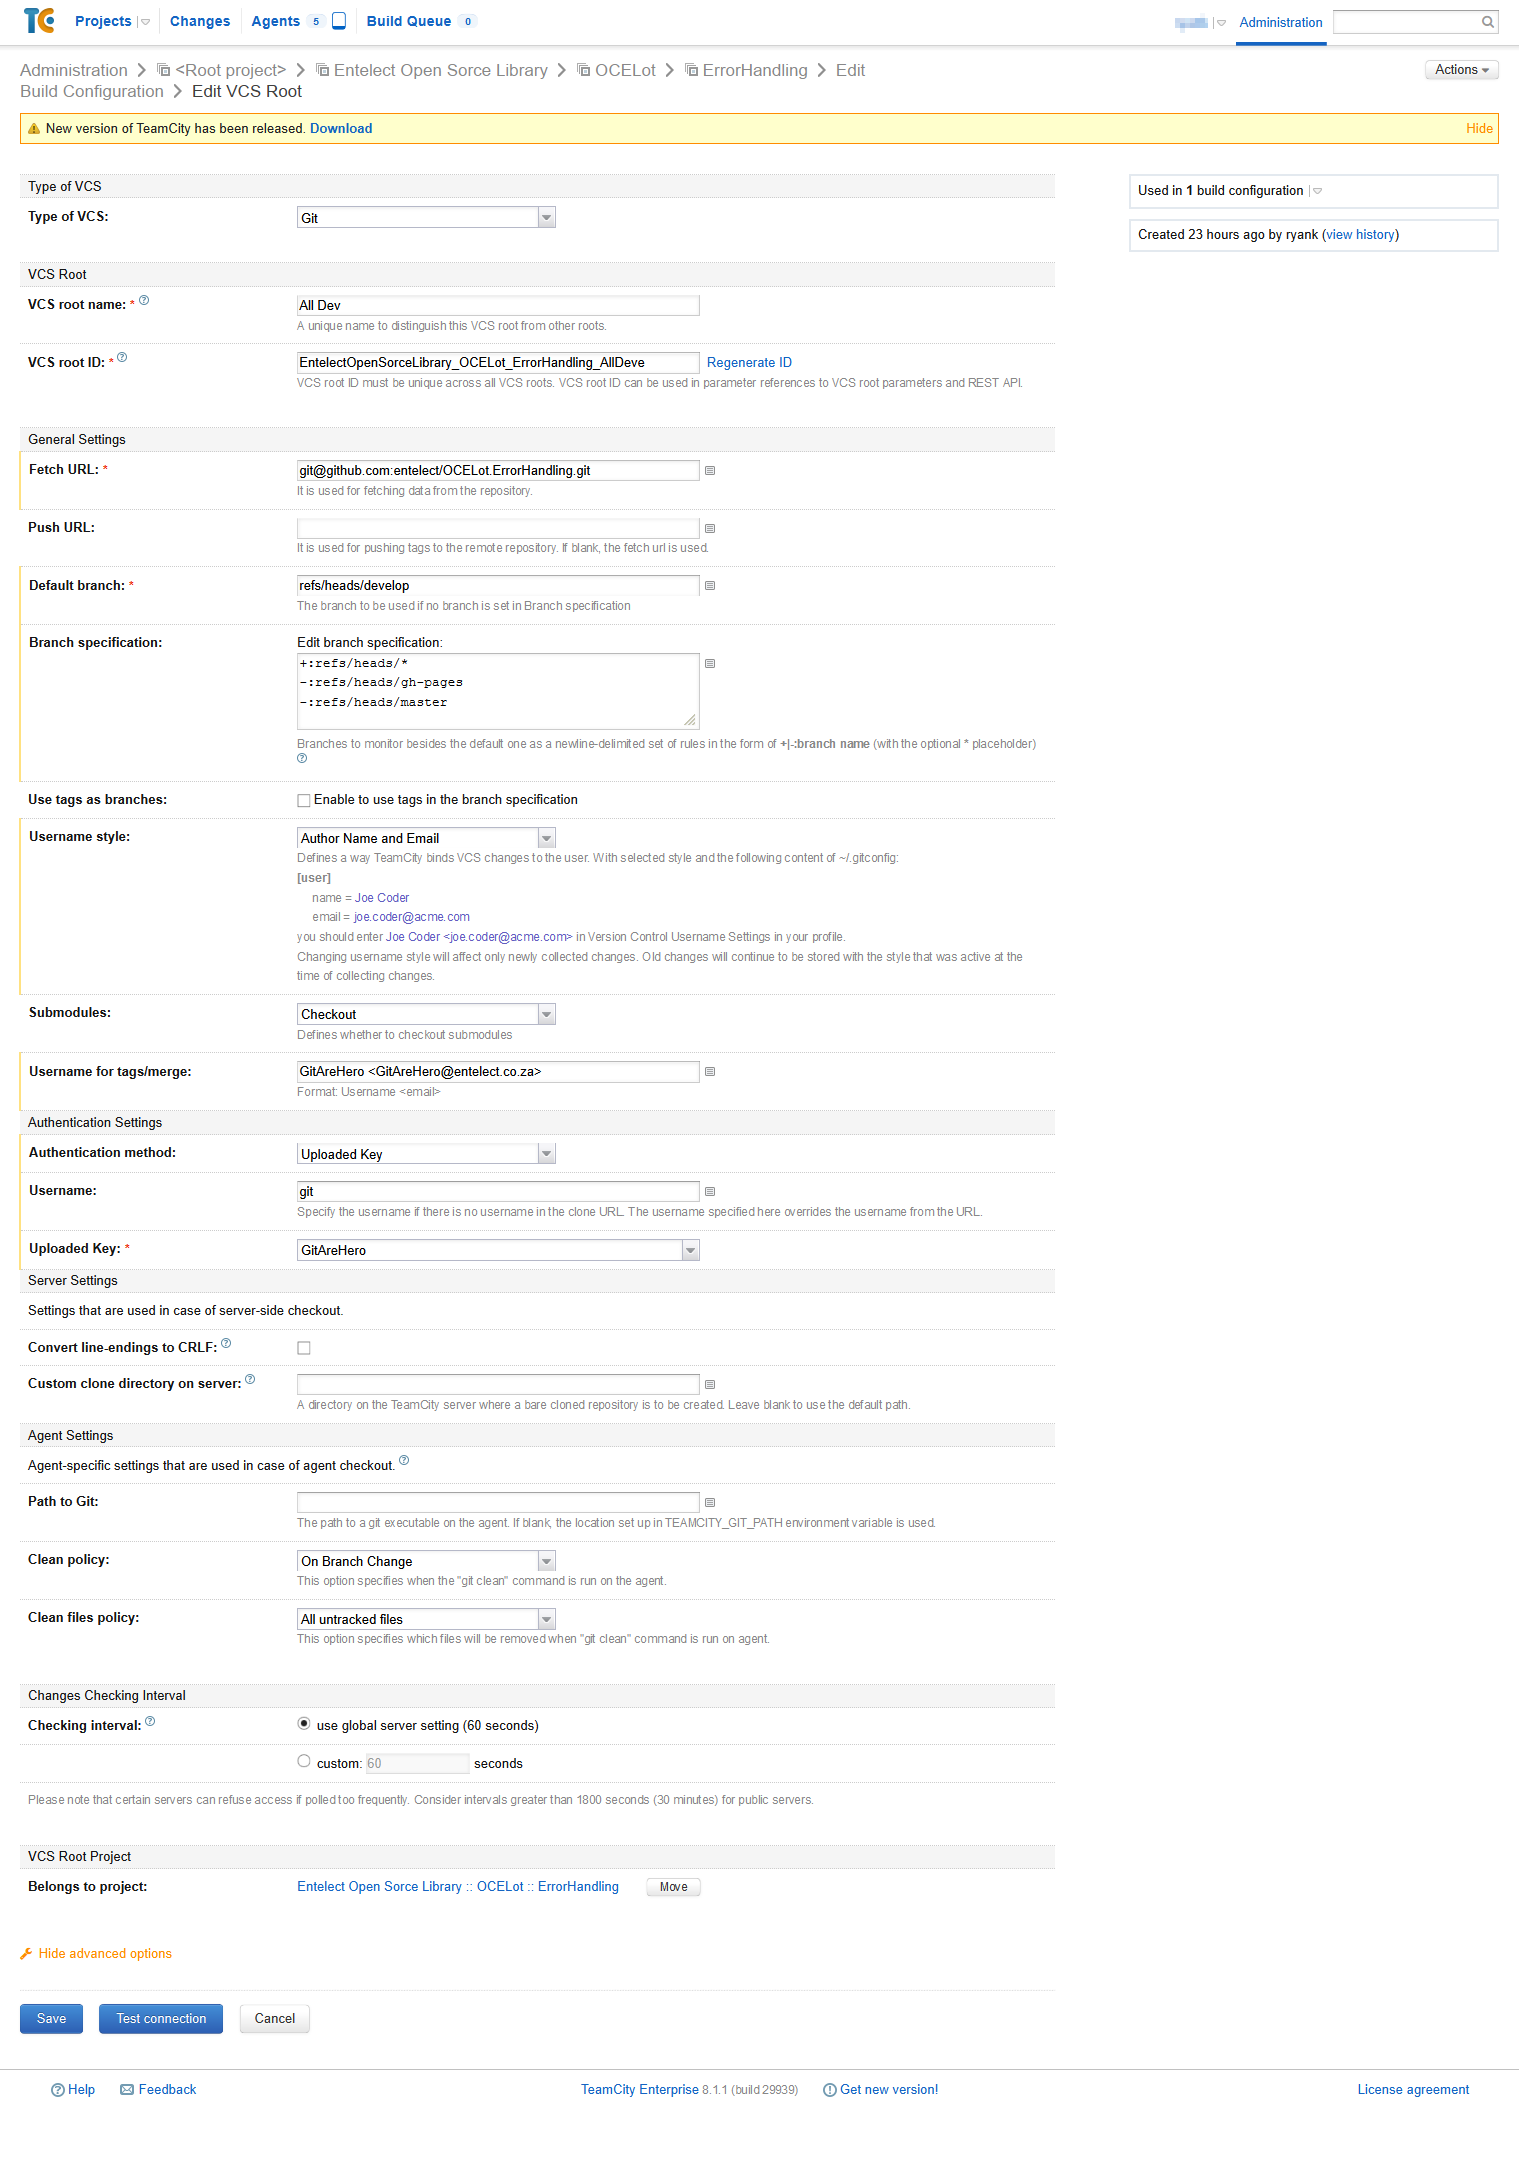 TC Projects Changes Agents 5 Build Queue 0 Administration
Administration > <Root project> > Entelect Open Sorce Library > OCELot > ErrorHandling > Edit
Build Configuration > Edit VCS Root
Actions
New version of TeamCity has been released. Download Hide
Type of VCS
Type of VCS: Git
Used in 1 build configuration
Created 23 hours ago by ryank (view history)
VCS Root
VCS root name: * All Dev
A unique name to distinguish this VCS root from other roots.
VCS root ID: * EntelectOpenSorceLibrary_OCELot_ErrorHandling_AllDeve Regenerate ID
VCS root ID must be unique across all VCS roots. VCS root ID can be used in parameter references to VCS root parameters and REST API.
General Settings
Fetch URL: * git@github.com:entelect/OCELot.ErrorHandling.git
It is used for fetching data from the repository.
Push URL:
It is used for pushing tags to the remote repository. If blank, the fetch url is used.
Default branch: * refs/heads/develop
The branch to be used if no branch is set in Branch specification
Branch specification: Edit branch specification:
+:refs/heads/*
-:refs/heads/gh-pages
-:refs/heads/master
Branches to monitor besides the default one as a newline-delimited set of rules in the form of +|-:branch name (with the optional * placeholder)
Use tags as branches: Enable to use tags in the branch specification
Username style: Author Name and Email
Defines a way TeamCity binds VCS changes to the user. With selected style and the following content of ~/.gitconfig:
[user]
name = Joe Coder
email = joe.coder@acme.com
you should enter Joe Coder <joe.coder@acme.com> in Version Control Username Settings in your profile.
Changing username style will affect only newly collected changes. Old changes will continue to be stored with the style that was active at the
time of collecting changes.
Submodules: Checkout
Defines whether to checkout submodules
Username for tags/merge: GitAreHero <GitAreHero@entelect.co.za>
Format: Username <email>
Authentication Settings
Authentication method: Uploaded Key
Username: git
Specify the username if there is no username in the clone URL. The username specified here overrides the username from the URL.
Uploaded Key: * GitAreHero
Server Settings
Settings that are used in case of server-side checkout.
Convert line-endings to CRLF:
Custom clone directory on server:
A directory on the TeamCity server where a bare cloned repository is to be created. Leave blank to use the default path.
Agent Settings
Agent-specific settings that are used in case of agent checkout.
Path to Git:
The path to a git executable on the agent. If blank, the location set up in TEAMCITY_GIT_PATH environment variable is used.
Clean policy: On Branch Change
This option specifies when the "git clean" command is run on the agent.
Clean files policy: All untracked files
This option specifies which files will be removed when "git clean" command is run on agent.
Changes Checking Interval
Checking interval: use global server setting (60 seconds)
custom: 60 seconds
Please note that certain servers can refuse access if polled too frequently. Consider intervals greater than 1800 seconds (30 minutes) for public servers.
VCS Root Project
Belongs to project: Entelect Open Sorce Library :: OCELot :: ErrorHandling Move
Hide advanced options
Save Test connection Cancel
Help Feedback TeamCity Enterprise 8.1.1 (build 29939) Get new version! License agreement